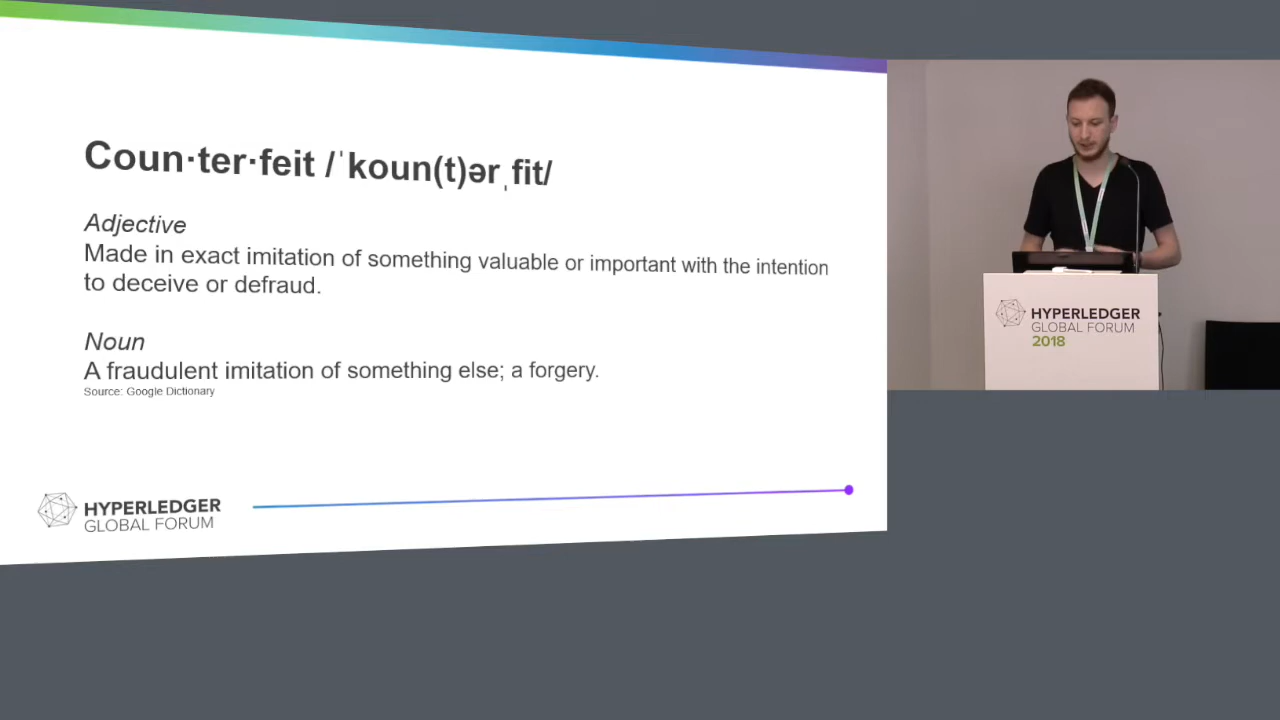 Coun·ter·feit /ˈkoun(t)ərˌfit/
Adjective
Made in exact imitation of something valuable or important with the intention
to deceive or defraud.
Noun
A fraudulent imitation of something else; a forgery.
Source: Google Dictionary
HYPERLEDGER
GLOBAL FORUM
HYPERLEDGER
GLOBAL FORUM
2018